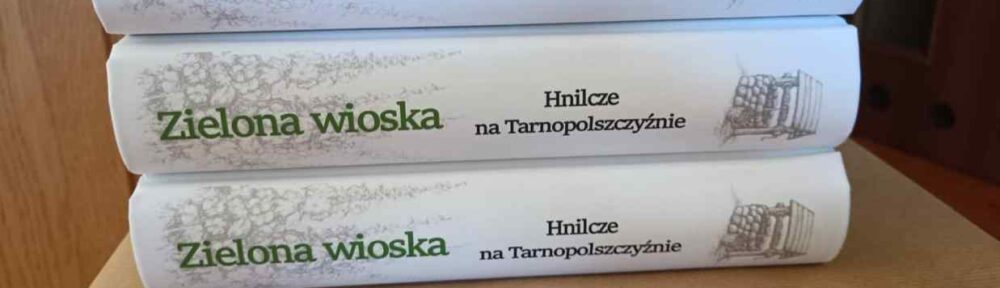 Zielona wioska
Hnilcze
na Tarnopolszczyźnie
Zielona wioska
Hnilcze
na Tarnopolszczyźnie